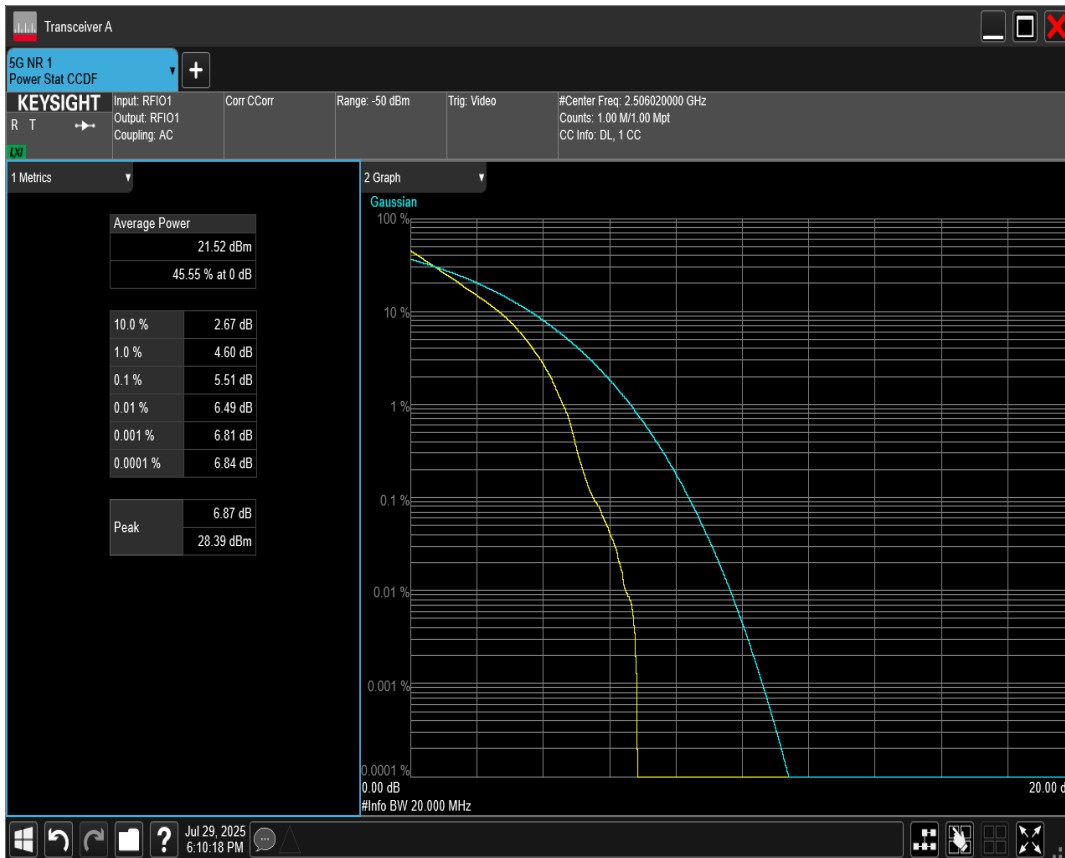 Transceiver A
5G NR 1
Power Stat CCDF
+
KEYSIGHT
R T
LXI
Input: RFIO1
Output: RFIO1
Coupling: AC
Corr CCorr
Range: -50 dBm
Trig: Video
#Center Freq: 2.506020000 GHz
Counts: 1.00 M/1.00 Mpt
CC Info: DL, 1 CC
1 Metrics
Average Power
21.52 dBm
45.55 % at 0 dB
10.0 % 2.67 dB
1.0 % 4.60 dB
0.1 % 5.51 dB
0.01 % 6.49 dB
0.001 % 6.81 dB
0.0001 % 6.84 dB
Peak 6.87 dB
28.39 dBm
2 Graph
Gaussian
100 %
10 %
1 %
0.1 %
0.01 %
0.001 %
0.0001 %
0.00 dB 20.00 d
#Info BW 20.000 MHz
?
Jul 29, 2025
6:10:18 PM